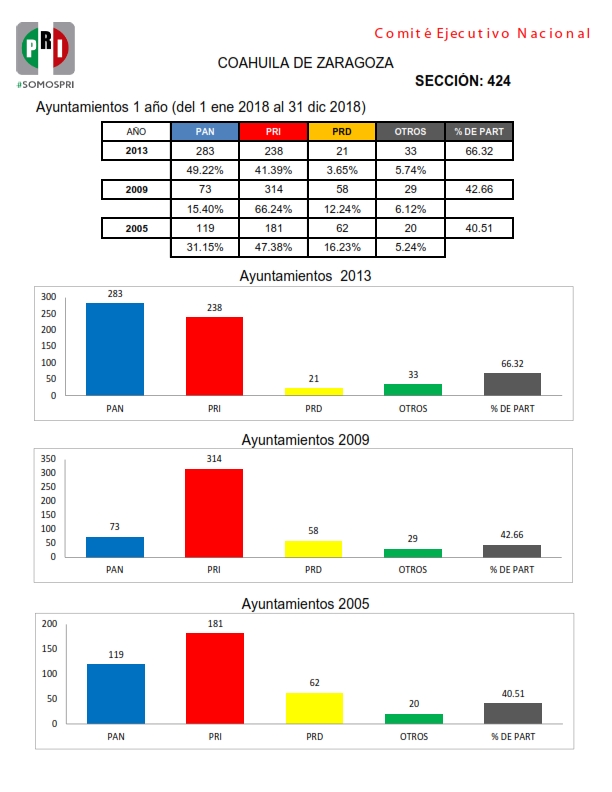 Comité Ejecutivo Nacional
PRI
#SOMOSPRI
COAHUILA DE ZARAGOZA
SECCIÓN: 424
Ayuntamientos 1 año (del 1 ene 2018 al 31 dic 2018)
AÑO PAN PRI PRD OTROS % DE PART
2013 283 238 21 33 66.32
49.22% 41.39% 3.65% 5.74%
2009 73 314 58 29 42.66
15.40% 66.24% 12.24% 6.12%
2005 119 181 62 20 40.51
31.15% 47.38% 16.23% 5.24%
Ayuntamientos 2013
300
250
200
150
100
50
0
283 238 21 33 66.32
PAN PRI PRD OTROS % DE PART
Ayuntamientos 2009
350
300
250
200
150
100
50
0
73 314 58 29 42.66
PAN PRI PRD OTROS % DE PART
Ayuntamientos 2005
200
150
100
50
0
119 181 62 20 40.51
PAN PRI PRD OTROS % DE PART